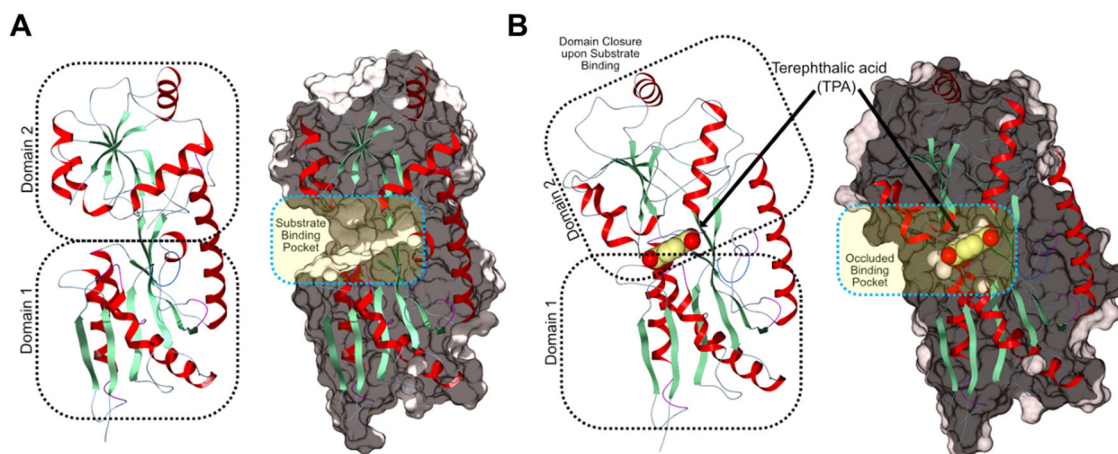 A
Domain 2
Domain 1
Substrate
Binding
Pocket
B
Domain Closure
upon Substrate
Binding
Terephthalic acid
(TPA)
Domain 2
Domain 1
Occluded
Binding
Pocket